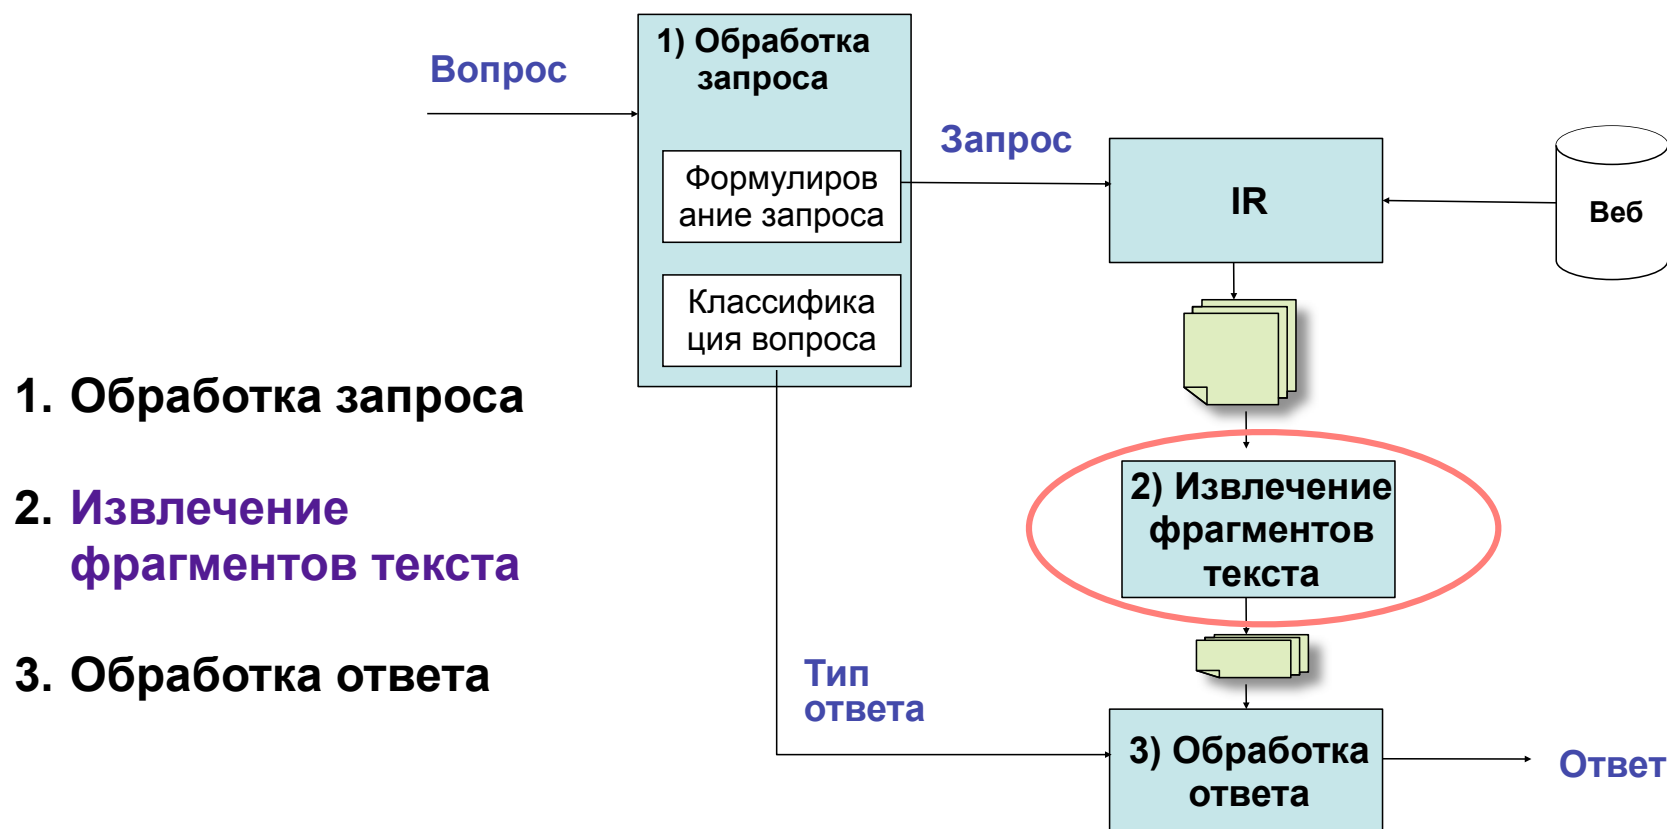 1) Обработка
запроса
Вопрос
Запрос
Формулиров
ание запроса
IR
Веб
Классифика
ция вопроса
1. Обработка запроса
2. Извлечение
фрагментов текста
3. Обработка ответа
2) Извлечение
фрагментов
текста
Тип
ответа
3) Обработка
ответа
Ответ